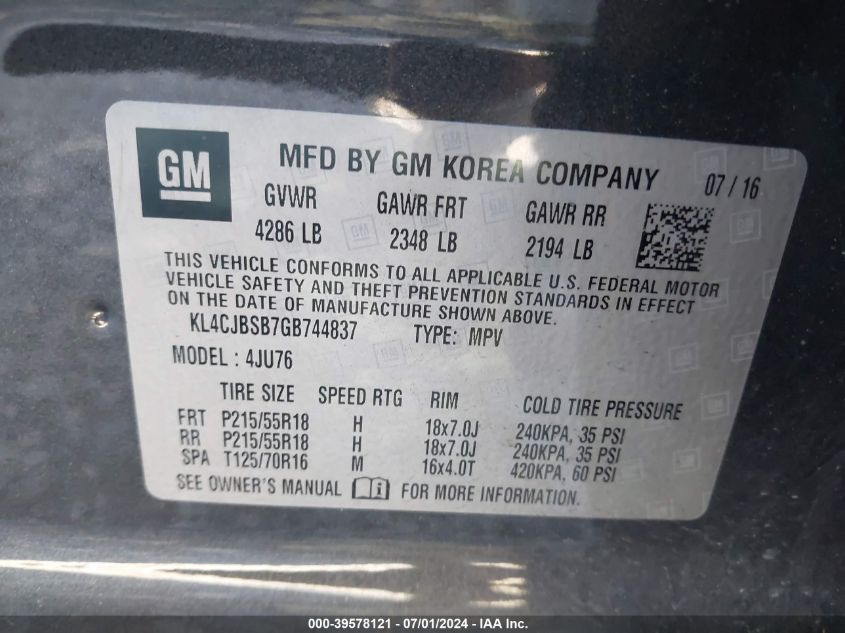 GM
MFD BY GM KOREA COMPANY 07 / 16
GVWR GAWR FRT GAWR RR
4286 LB 2348 LB 2194 LB
THIS VEHICLE CONFORMS TO ALL APPLICABLE U.S. FEDERAL MOTOR
VEHICLE SAFETY AND THEFT PREVENTION STANDARDS IN EFFECT
ON THE DATE OF MANUFACTURE SHOWN ABOVE.
KL4CJBSB7GB744837 TYPE: MPV
MODEL : 4JU76
TIRE SIZE SPEED RTG RIM COLD TIRE PRESSURE
FRT P215/55R18 H 18x7.0J 240KPA, 35 PSI
RR P215/55R18 H 18x7.0J 240KPA, 35 PSI
SPA T125/70R16 M 16x4.0T 420KPA, 60 PSI
SEE OWNER'S MANUAL FOR MORE INFORMATION.
000-39578121 - 07/01/2024 - IAA Inc.